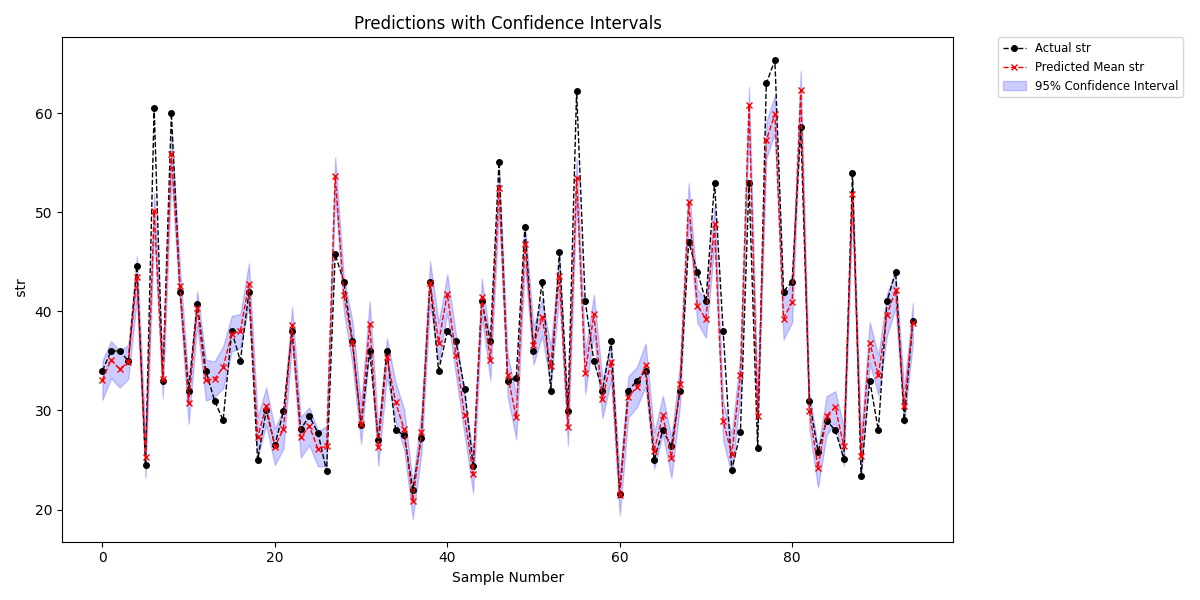 Predictions with Confidence Intervals
Actual str
Predicted Mean str
95% Confidence Interval
60
50
40
30
20
str
0
20
40
60
80
Sample Number